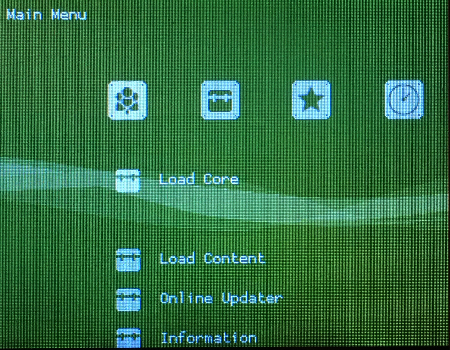 Main Menu
Load Core
Load Content
Online Updater
Information